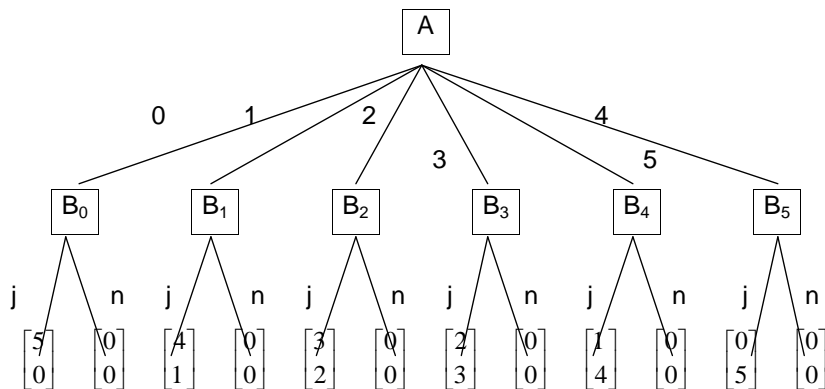 A
0 1 2 4
3 5
B₀ B₁ B₂ B₃ B₄ B₅
j n j n j n j n j n j n
5 0 4 0 3 0 2 0 1 0 0 0
0 0 1 0 2 0 3 0 4 0 5 0